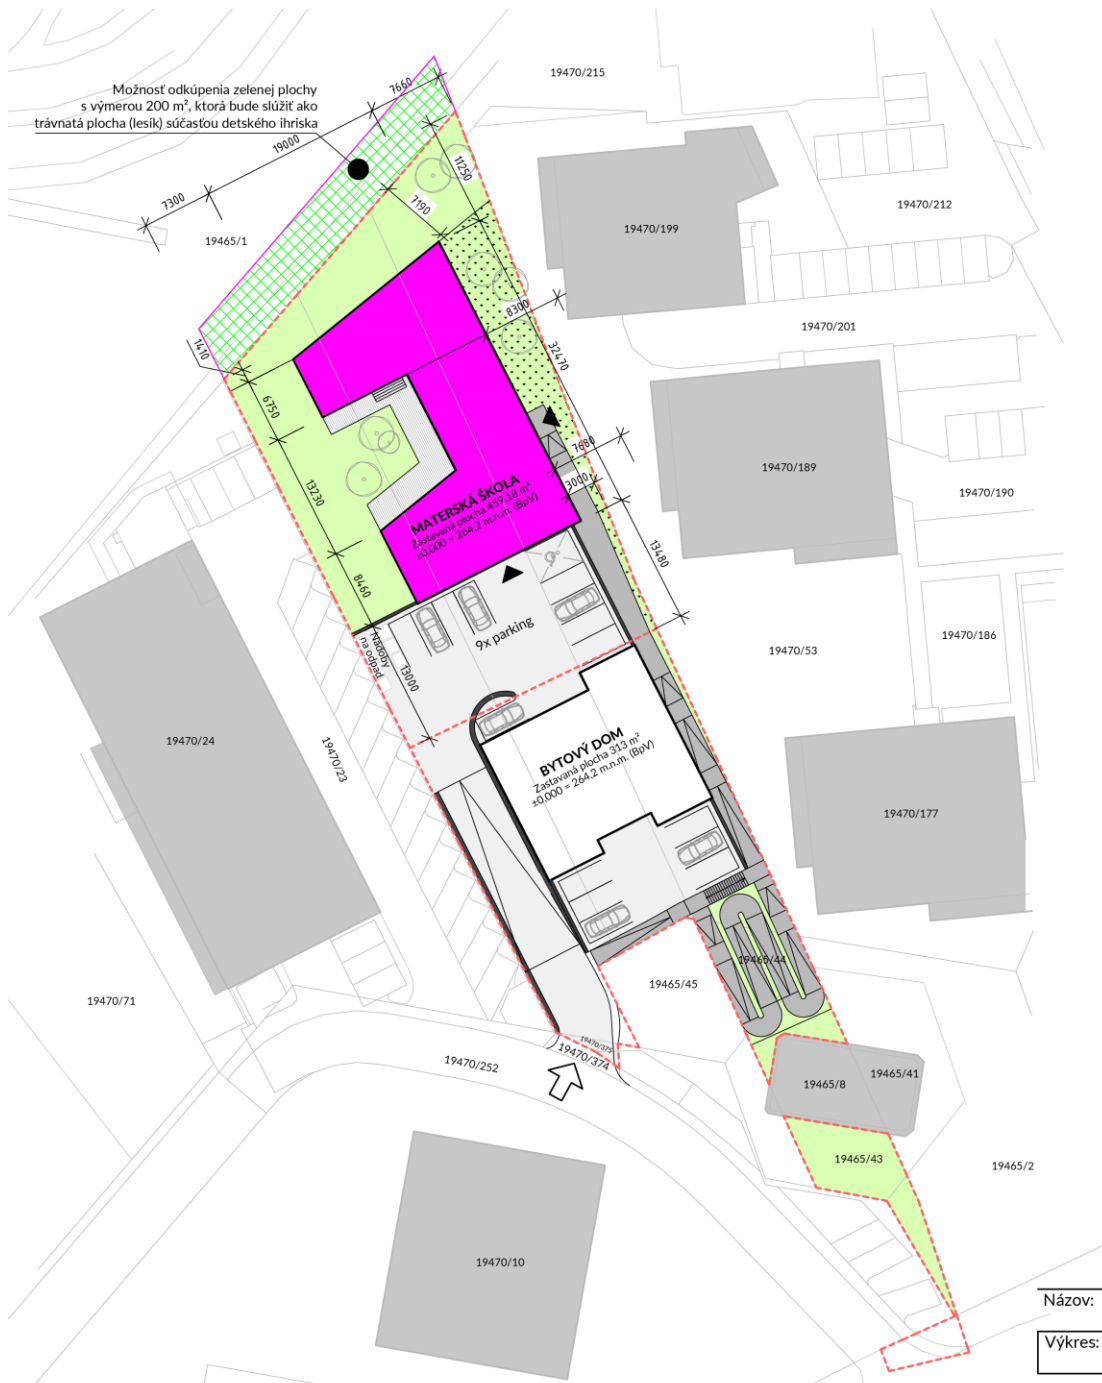 Možnosť odkúpenia zelenej plochy
s výmerou 200 m², ktorá bude slúžiť ako
trávnatá plocha (lesík) súčasťou detského ihriska
7660
19000
7300
11250
7190
19470/215
19470/199
19470/212
19465/1
8300
19470/201
1410
32470
6750
7680
19470/189
19470/190
3000
13230
MATERSKÁ ŠKOLA
Zastavaná plocha 459,18 m²
±0,000 = 264,2 m.n.m. (BpV)
13480
8460
9x parking
Nádoby
na odpad
13000
19470/53
19470/186
19470/24
19470/23
BYTOVÝ DOM
Zastavaná plocha 313 m²
±0,000 = 264,2 m.n.m. (BpV)
19470/177
19465/44
19465/45
19470/71
19470/375
19470/374
19470/252
19465/8
19465/41
19465/43
19465/2
19470/10
Názov:
Výkres: